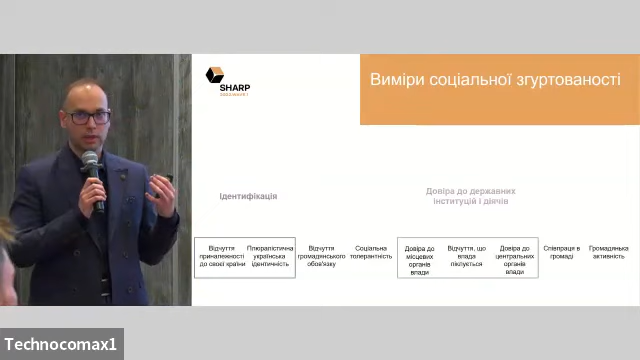 SHARP
Виміри соціальної згуртованості
Ідентифікація
Довіра до державних
інституцій і діячів
Відчуття
приналежності
до своєї країни
Плюралістична
українська
ідентичність
Відчуття
громадянського
обов'язку
Соціальна
толерантність
Довіра до
місцевих
органів
влади
Відчуття, що
влада
піклується
Довіра до
центральних
органів
влади
Співпраця в
громаді
Громадянська
активність
Technocomax1